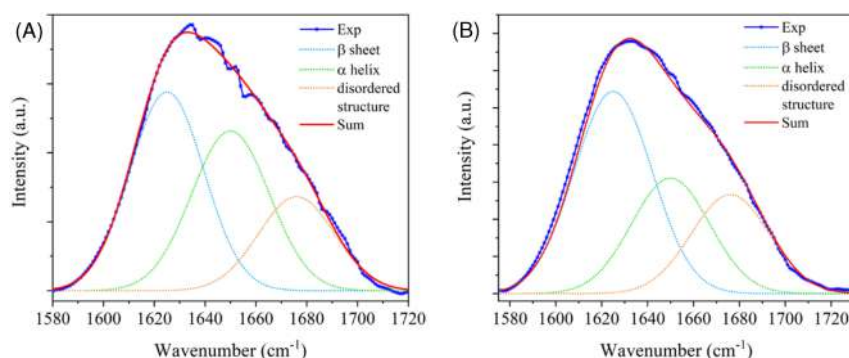 (A)
Exp
β sheet
α helix
disordered
structure
Sum
Intensity (a.u.)
1580 1600 1620 1640 1660 1680 1700 1720
Wavenumber (cm-1)
(B)
Exp
β sheet
α helix
disordered
structure
Sum
Intensity (a.u.)
1580 1600 1620 1640 1660 1680 1700 1720
Wavenumber (cm-1)